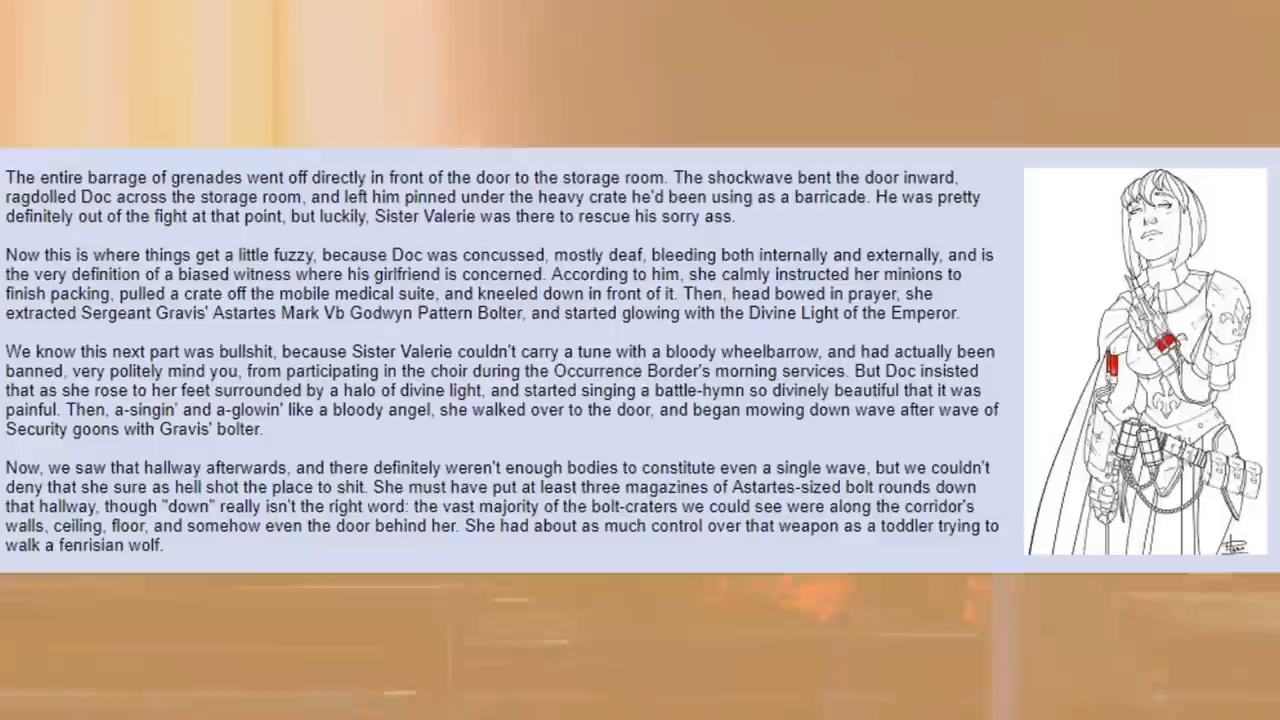 The entire barrage of grenades went off directly in front of the door to the storage room. The shockwave bent the door inward,
ragdolled Doc across the storage room, and left him pinned under the heavy crate he'd been using as a barricade. He was pretty
definitely out of the fight at that point, but luckily, Sister Valerie was there to rescue his sorry ass.
Now this is where things get a little fuzzy, because Doc was concussed, mostly deaf, bleeding both internally and externally, and is
the very definition of a biased witness where his girlfriend is concerned. According to him, she calmly instructed her minions to
finish packing, pulled a crate off the mobile medical suite, and kneeled down in front of it. Then, head bowed in prayer, she
extracted Sergeant Gravis' Astartes Mark Vb Godwyn Pattern Bolter, and started glowing with the Divine Light of the Emperor.
We know this next part was bullshit, because Sister Valerie couldn't carry a tune with a bloody wheelbarrow, and had actually been
banned, very politely mind you, from participating in the choir during the Occurrence Border's morning services. But Doc insisted
that as she rose to her feet surrounded by a halo of divine light, and started singing a battle-hymn so divinely beautiful that it was
painful. Then, a-singin' and a-glowin' like a bloody angel, she walked over to the door, and began mowing down wave after wave of
Security goons with Gravis' bolter.
Now, we saw that hallway afterwards, and there definitely weren't enough bodies to constitute even a single wave, but we couldn't
deny that she sure as hell shot the place to shit. She must have put at least three magazines of Astartes-sized bolt rounds down
that hallway, though "down" really isn't the right word: the vast majority of the bolt-craters we could see were along the corridor's
walls, ceiling, floor, and somehow even the door behind her. She had about as much control over that weapon as a toddler trying to
walk a fenrisian wolf.